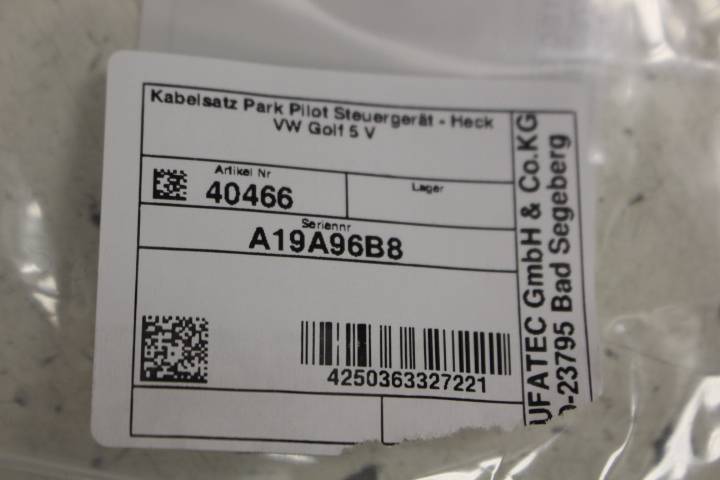 Kabelsatz Park Pilot Steuergerät - Heck
VW Golf 5 V
Artikel Nr
40466
Lager
Seriennr
A19A96B8
4250363327221
UFATEC GmbH & Co.KG
-23795 Bad Segeberg